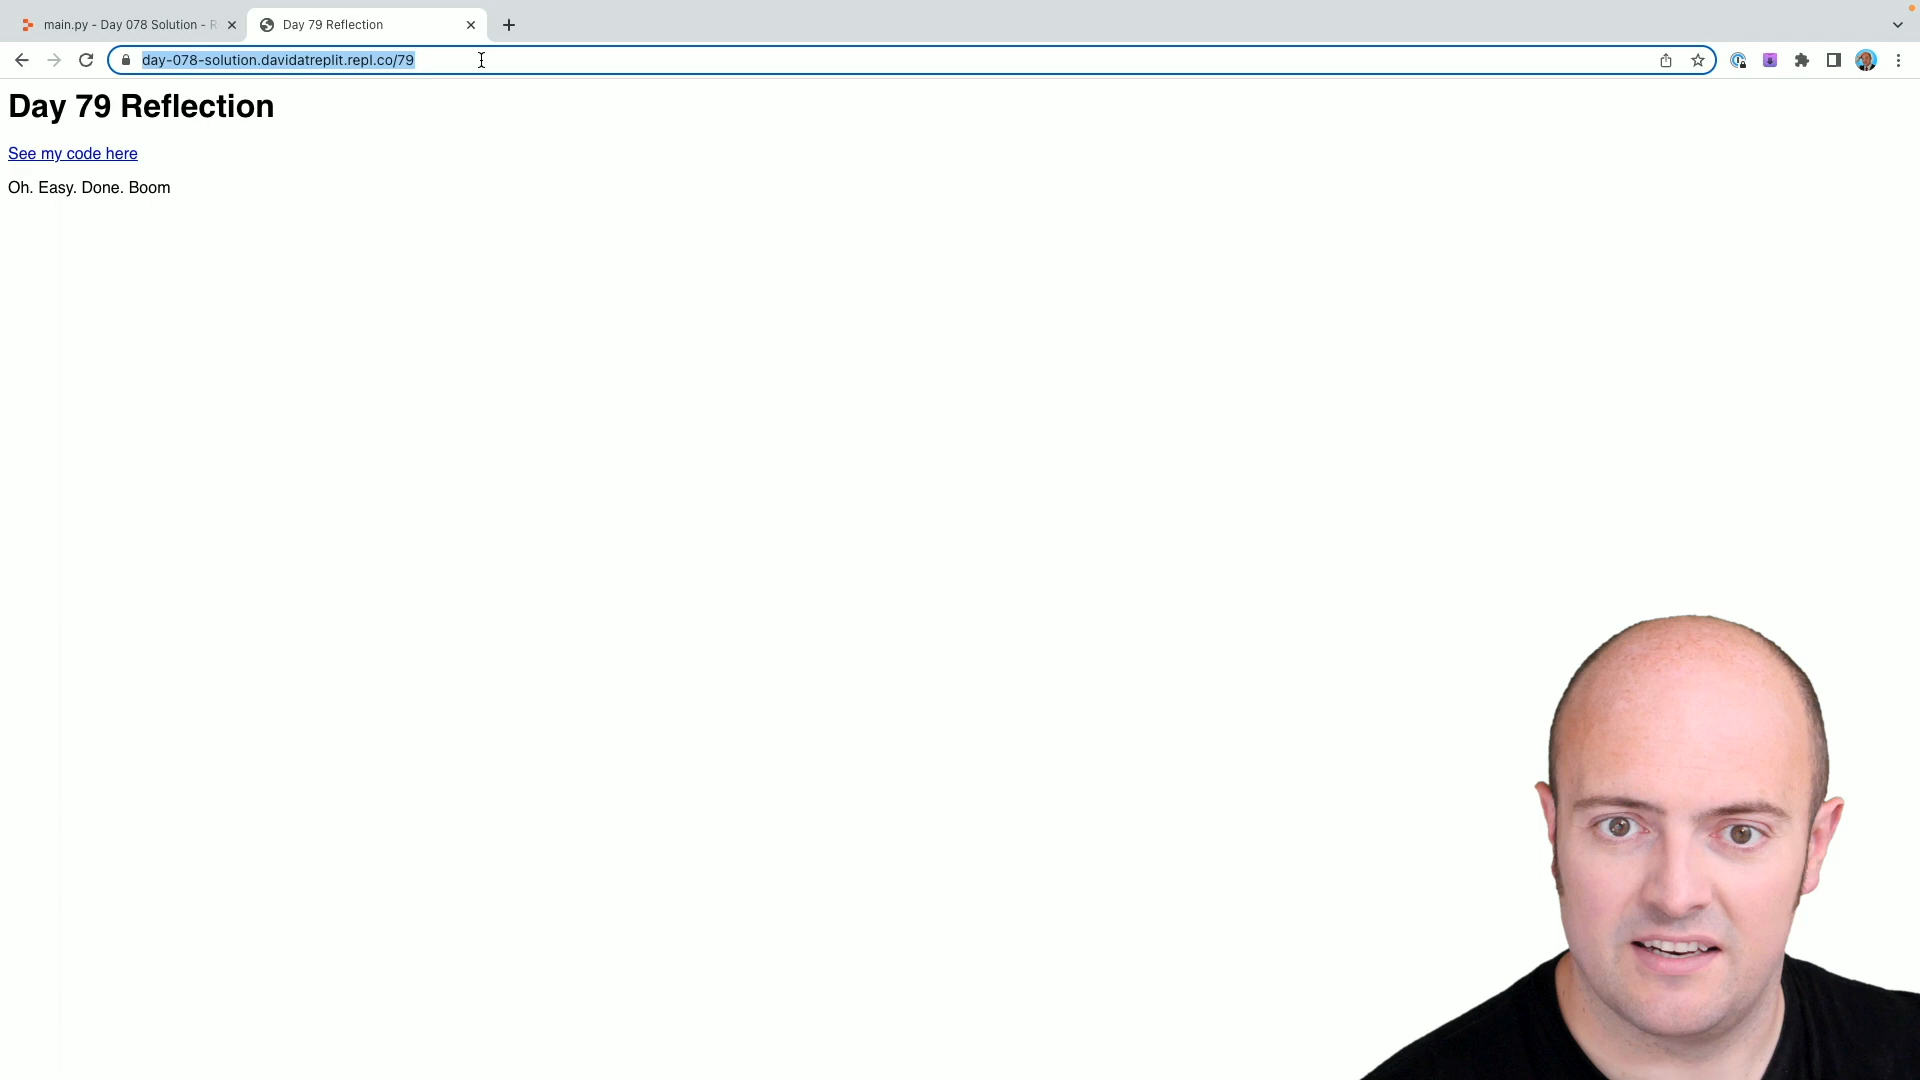 main.py - Day 078 Solution - R
Day 79 Reflection
day-078-solution.davidatreplit.repl.co/79
Day 79 Reflection
See my code here
Oh. Easy. Done. Boom